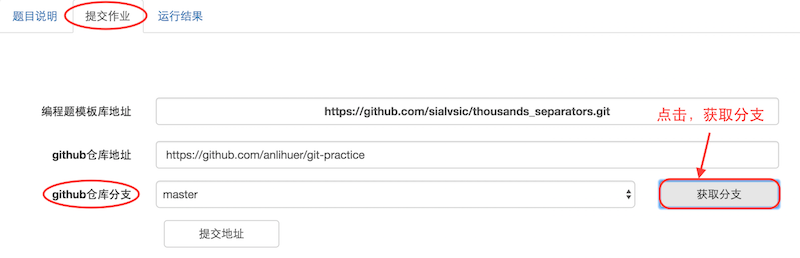 题目说明 提交作业 运行结果
编程题模板库地址 https://github.com/sialvsic/thousands_separators.git
点击，获取分支
github仓库地址 https://github.com/anlihuer/git-practice
github仓库分支 master 获取分支
提交地址